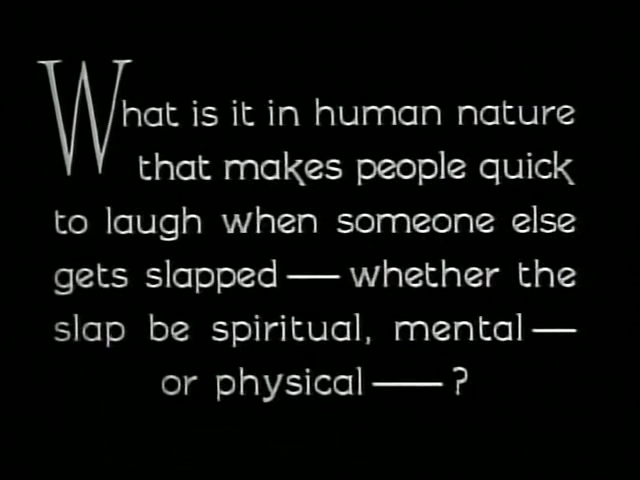 What is it in human nature
that makes people quick
to laugh when someone else
gets slapped — whether the
slap be spiritual, mental —
or physical —— ?